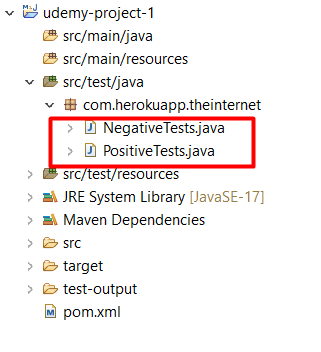 udemy-project-1
src/main/java
src/main/resources
src/test/java
com.herokuapp.theinternet
NegativeTests.java
PositiveTests.java
src/test/resources
JRE System Library [JavaSE-17]
Maven Dependencies
src
target
test-output
pom.xml